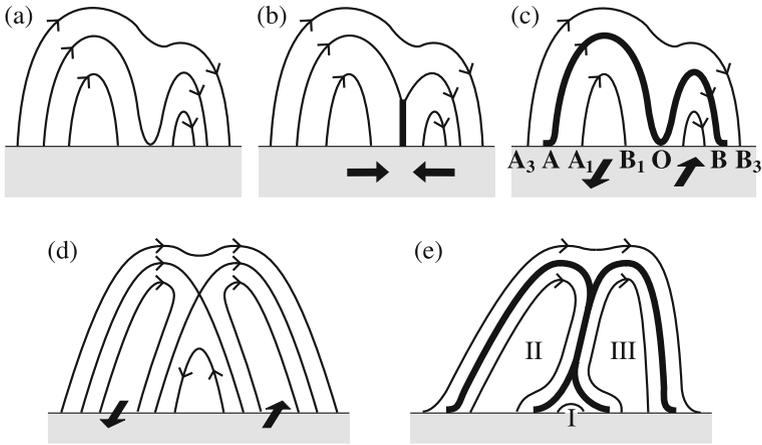 (a) (b) (c)
A₃ A A₁ B₁ O B B₃
(d) (e)
II III
I